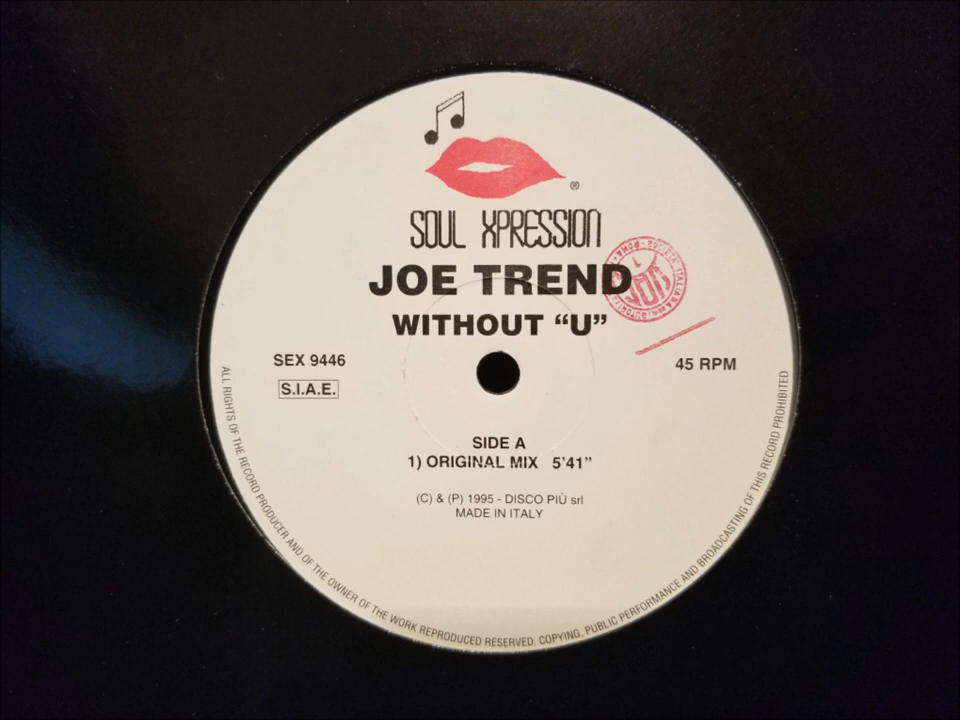 ®
SOUL XPRESSION
JOE TREND
WITHOUT “U”
SEX 9446
S.I.A.E.
45 RPM
SIDE A
1) ORIGINAL MIX 5'41”
(C) & (P) 1995 - DISCO PIÙ srl
MADE IN ITALY
ALL RIGHTS OF THE RECORD PRODUCER AND OF THE OWNER OF THE WORK REPRODUCED RESERVED. COPYING, PUBLIC PERFORMANCE AND BROADCASTING OF THIS RECORD PROHIBITED